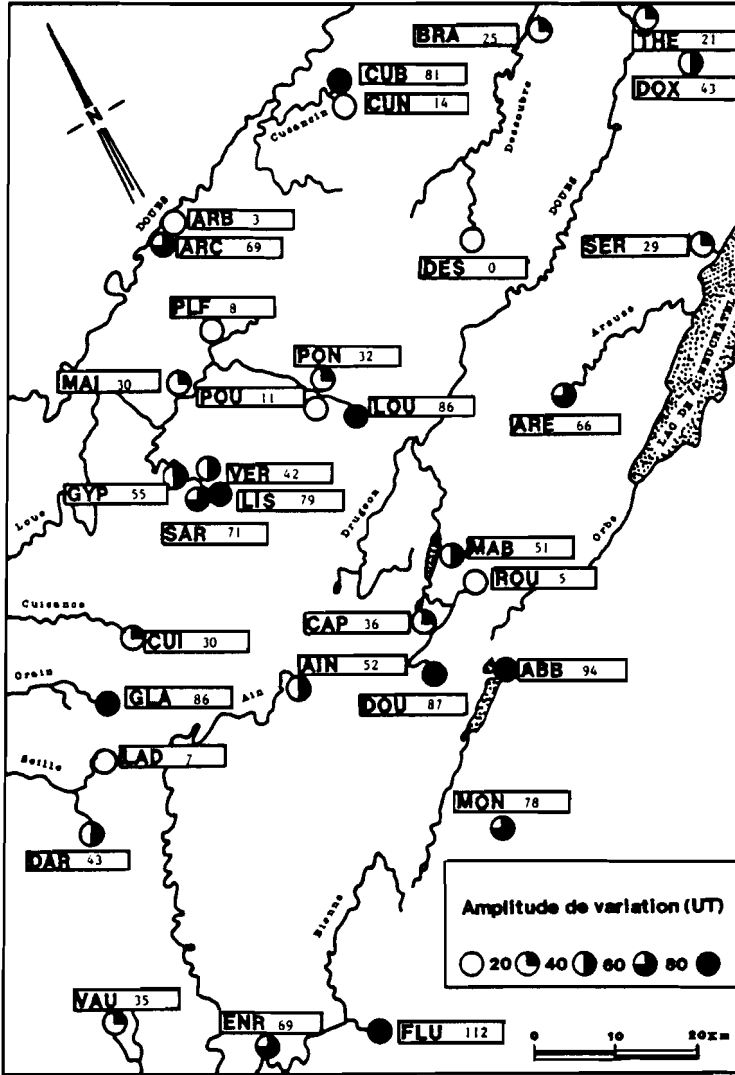 BRA 25
THE 21
CUB 81
DOX 43
CUN 14
Cusancin
Dessoubre
N
DOUBS
ARB 3
DOUBS
ARC 69
SER 29
DES 0
PLF 8
Areuse
LAC DE NEUCHÂTEL
PON 32
MAI 30
POU 11
LOU 86
ARE 66
VER 42
GYP 55
LIS 79
Loue
SAR 71
Drugeon
Orbe
MAB 51
ROU 5
Cuisance
CAP 36
CUI 30
AIN 52
ABB 94
Orain
GLA 86
Ain
DOU 87
Seille
LAD 7
MON 78
DAR 43
Bienne
Amplitude de variation (UT)
20 40 60 80
VAU 35
ENR 69
FLU 112
0 10 20Km